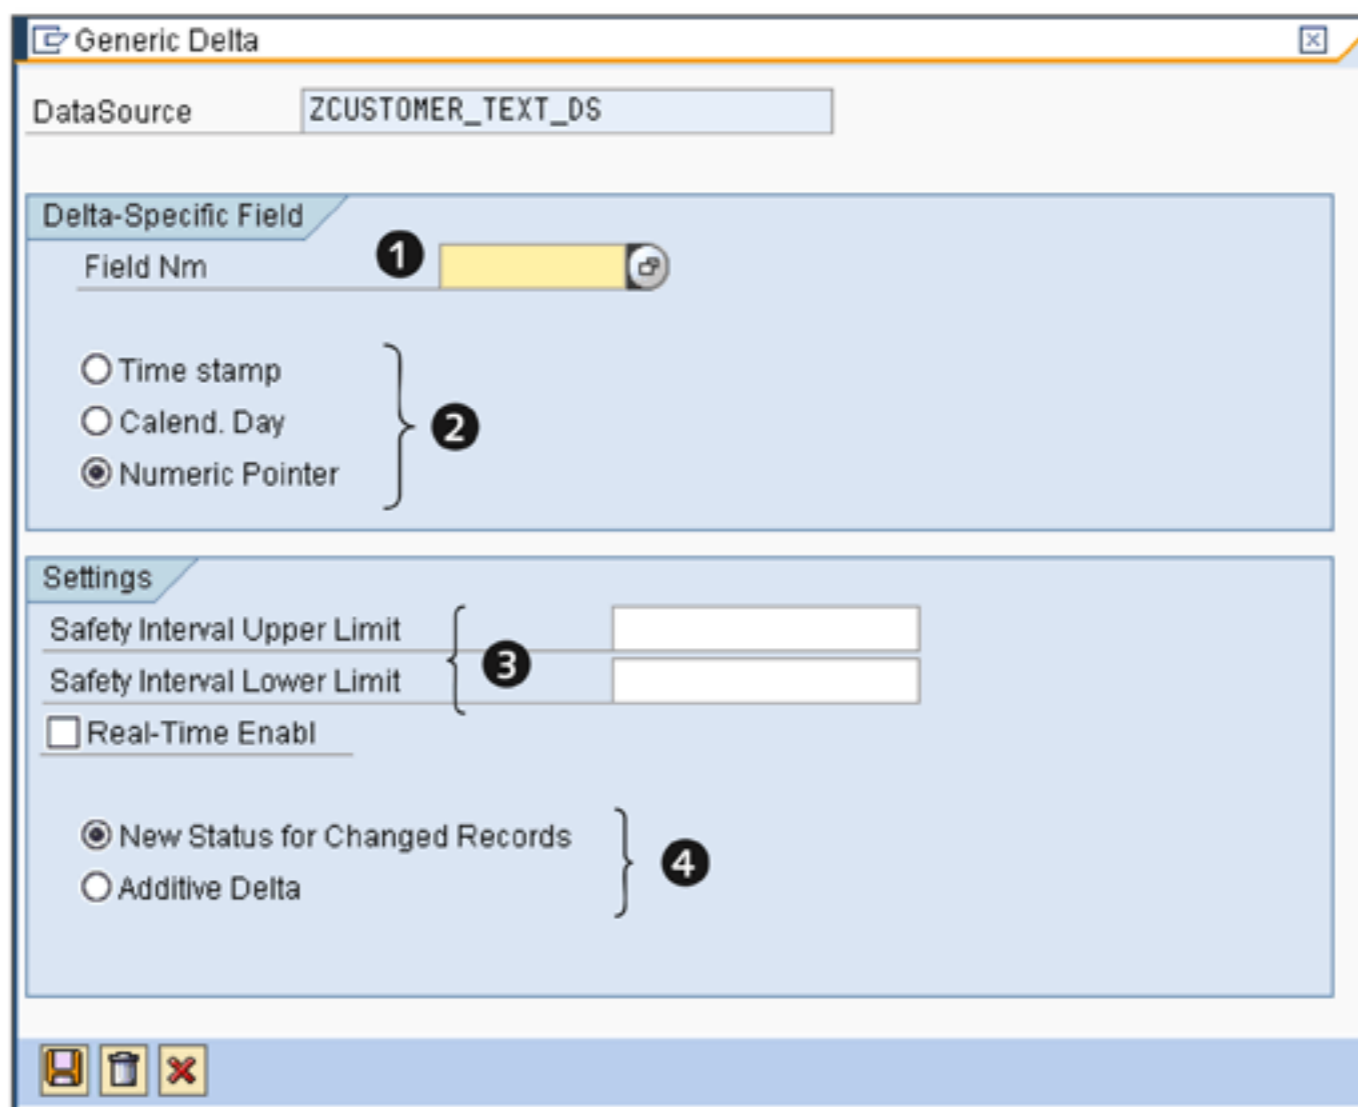 Generic Delta
DataSource ZCUSTOMER_TEXT_DS
Delta-Specific Field
Field Nm 1
Time stamp
Calend. Day 2
Numeric Pointer
Settings
Safety Interval Upper Limit
3
Safety Interval Lower Limit
Real-Time Enabl
New Status for Changed Records
4
Additive Delta